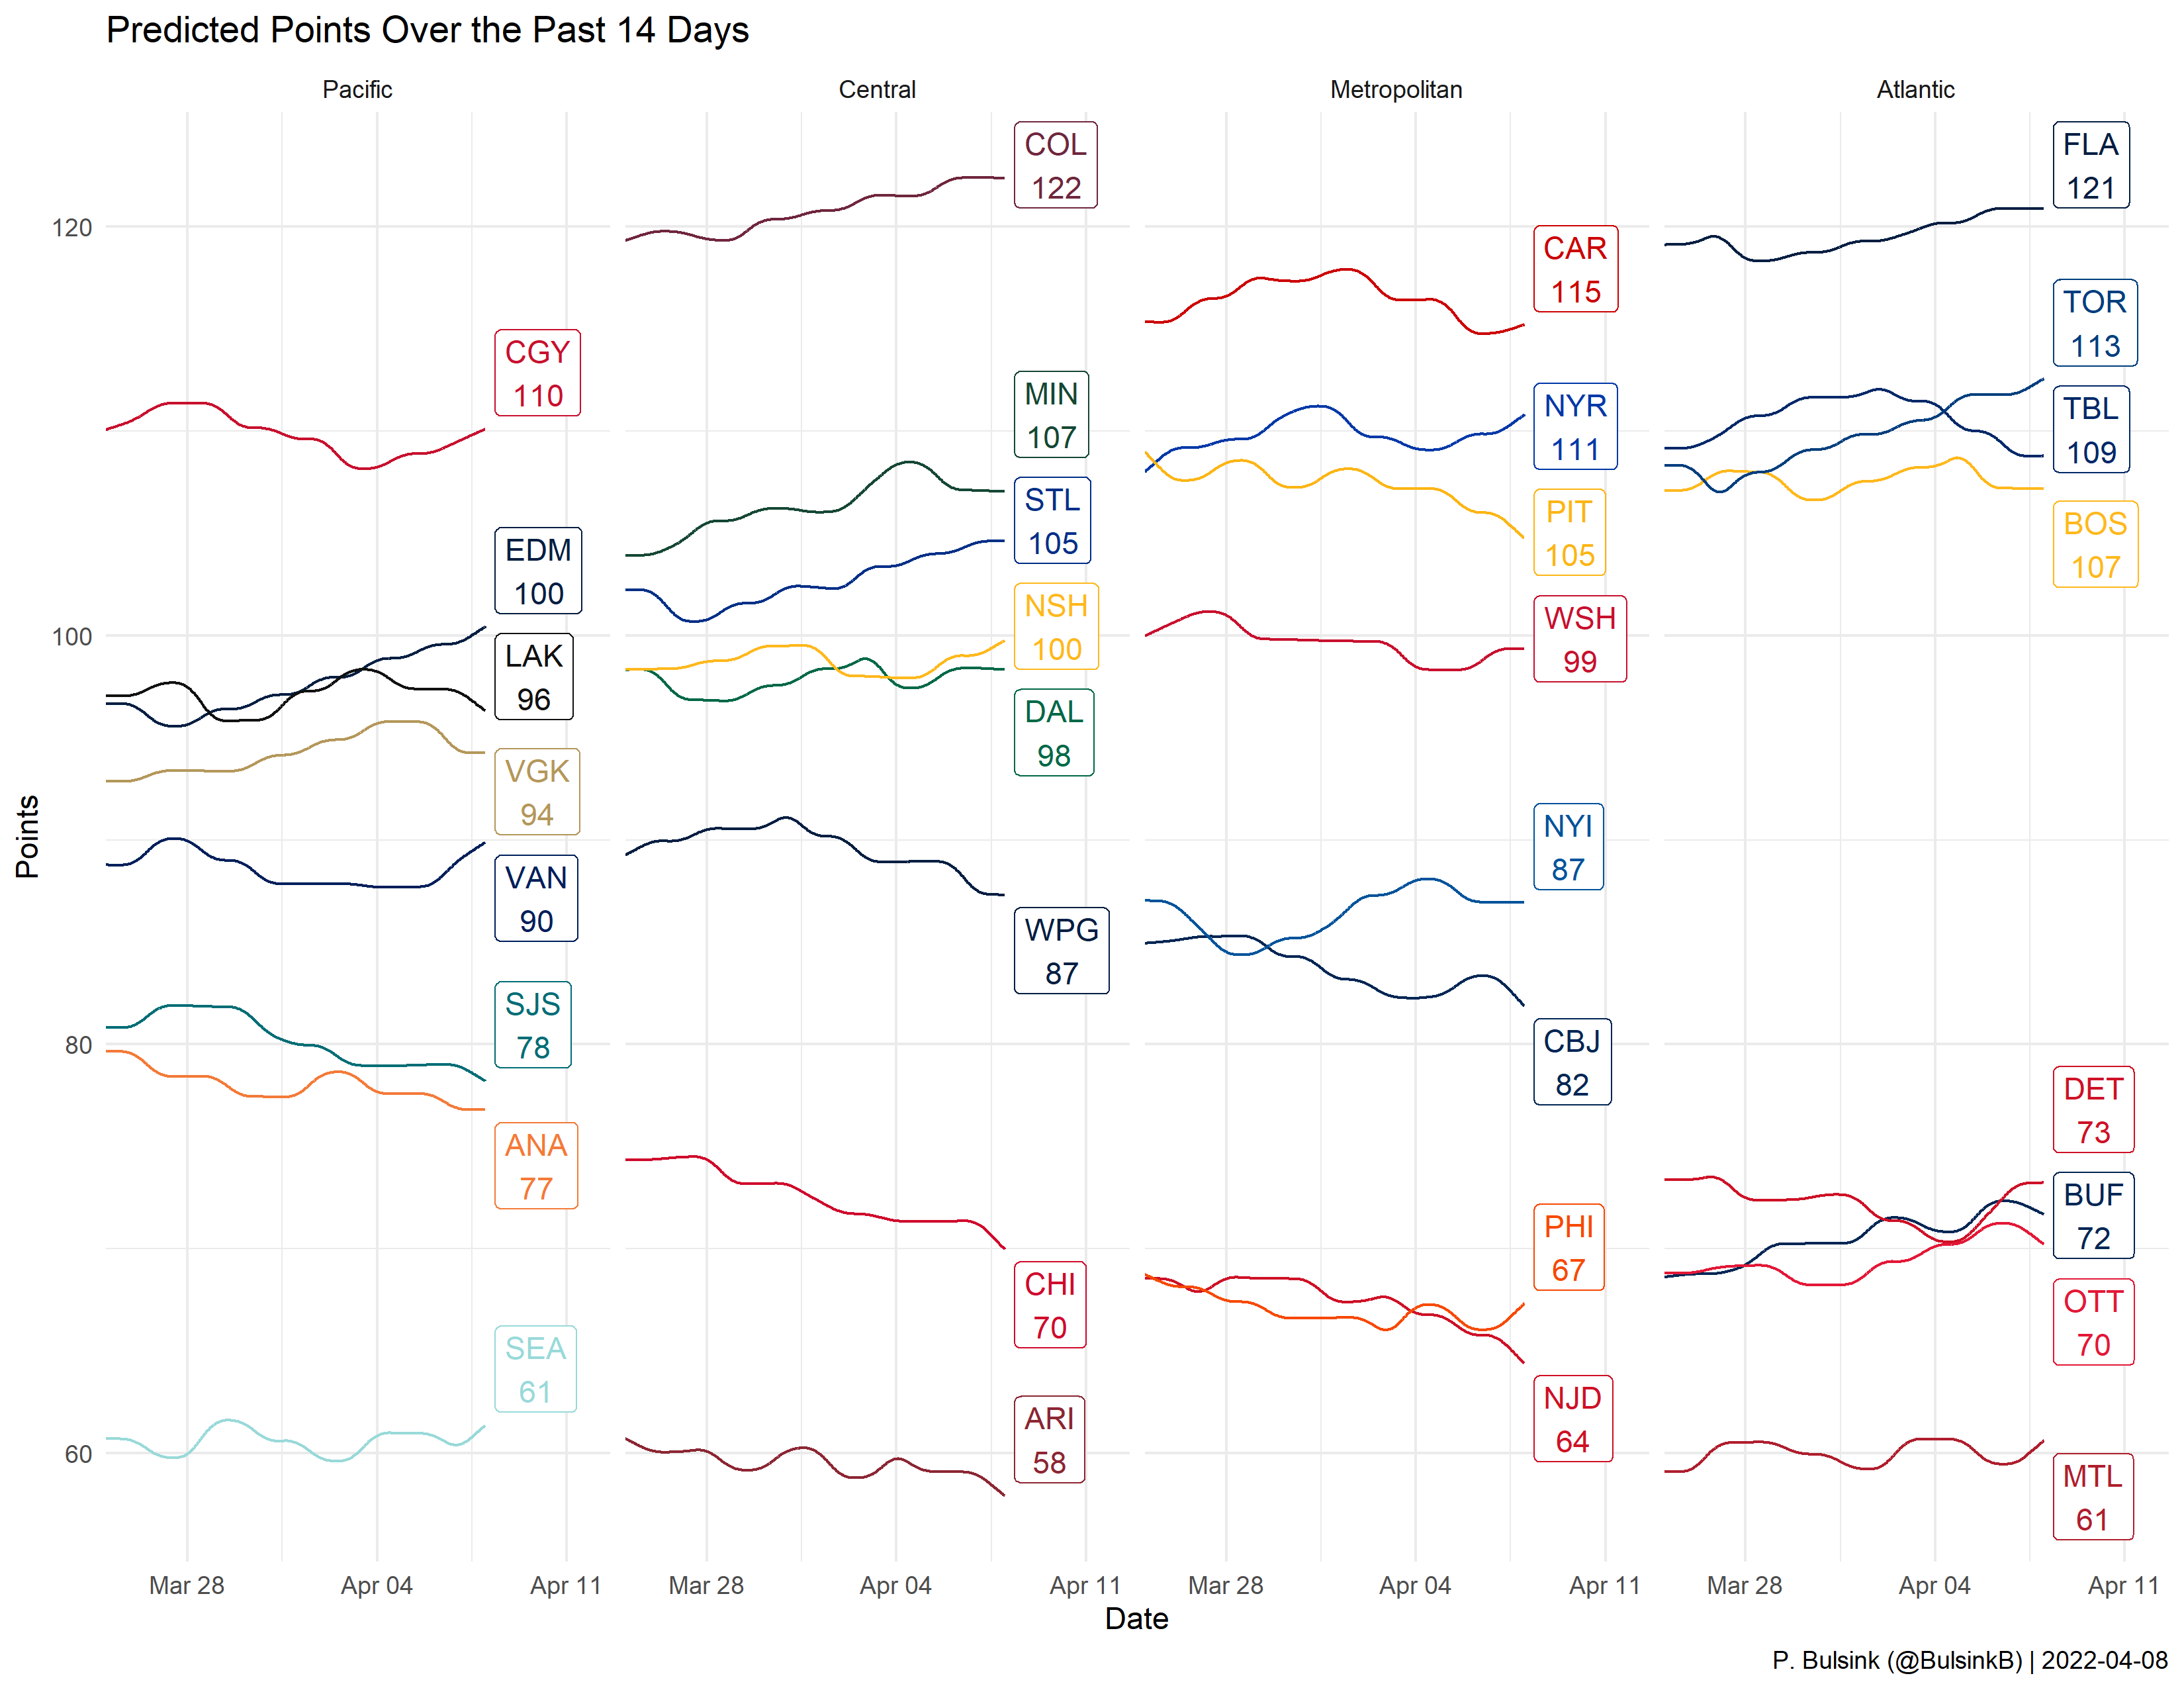 Predicted Points Over the Past 14 Days
Pacific
Central
Metropolitan
Atlantic
Points
120
100
80
60
CGY
110
EDM
100
LAK
96
VGK
94
VAN
90
SJS
78
ANA
77
SEA
61
COL
122
MIN
107
STL
105
NSH
100
DAL
98
WPG
87
CHI
70
ARI
58
CAR
115
NYR
111
PIT
105
WSH
99
NYI
87
CBJ
82
PHI
67
NJD
64
FLA
121
TOR
113
TBL
109
BOS
107
DET
73
BUF
72
OTT
70
MTL
61
Mar 28 Apr 04 Apr 11
Mar 28 Apr 04 Apr 11
Mar 28 Apr 04 Apr 11
Mar 28 Apr 04 Apr 11
Date
P. Bulsink (@BulsinkB) | 2022-04-08